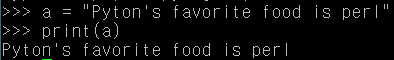 >>> a = "Pyton's favorite food is perl"
>>> print(a)
Pyton's favorite food is perl